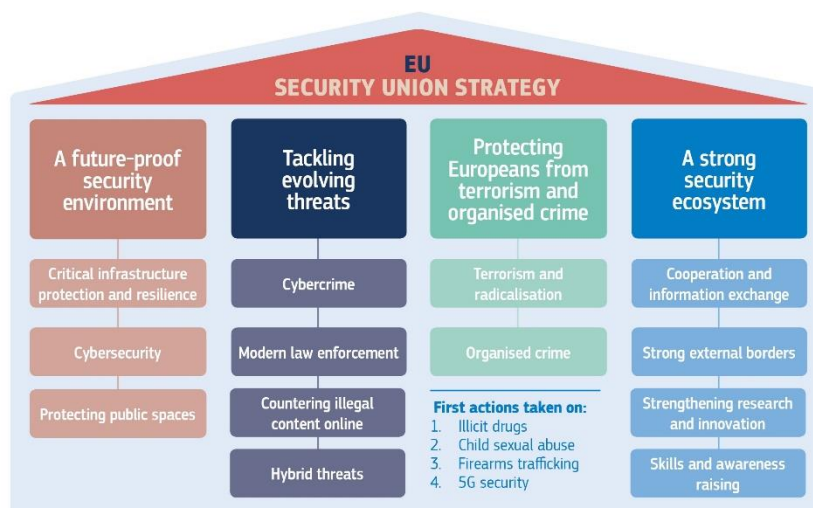 EU
SECURITY UNION STRATEGY
A future-proof
security
environment
Critical infrastructure
protection and resilience
Cybersecurity
Protecting public spaces
Tackling
evolving
threats
Cybercrime
Modern law enforcement
Countering illegal
content online
Hybrid threats
Protecting
Europeans from
terrorism and
organised crime
Terrorism and
radicalisation
Organised crime
First actions taken on:
1. Illicit drugs
2. Child sexual abuse
3. Firearms trafficking
4. 5G security
A strong
security
ecosystem
Cooperation and
information exchange
Strong external borders
Strengthening research
and innovation
Skills and awareness
raising